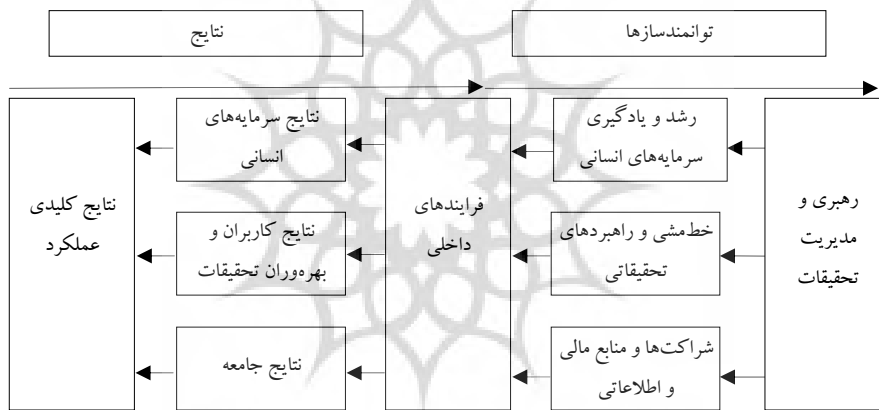 توانمندسازها
نتایج
رهبری و
مدیریت
تحقیقات
رشد و یادگیری
سرمایه‌های انسانی
خط‌مشی و راهبردهای
تحقیقاتی
شراکت‌ها و منابع مالی
و اطلاعاتی
فرایندهای
داخلی
نتایج سرمایه‌های
انسانی
نتایج کاربران و
بهره‌وران تحقیقات
نتایج جامعه
نتایج کلیدی
عملکرد